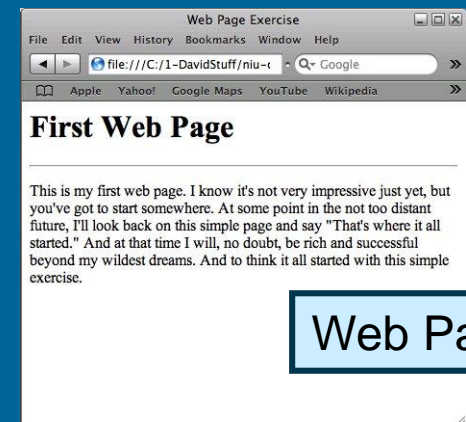 Web Page Exercise
File Edit View History Bookmarks Window Help
file:///C:/1-DavidStuff/niu-c Google
Apple Yahoo! Google Maps YouTube Wikipedia
First Web Page
This is my first web page. I know it's not very impressive just yet, but
you've got to start somewhere. At some point in the not too distant
future, I'll look back on this simple page and say "That's where it all
started." And at that time I will, no doubt, be rich and successful
beyond my wildest dreams. And to think it all started with this simple
exercise.
Web Pa